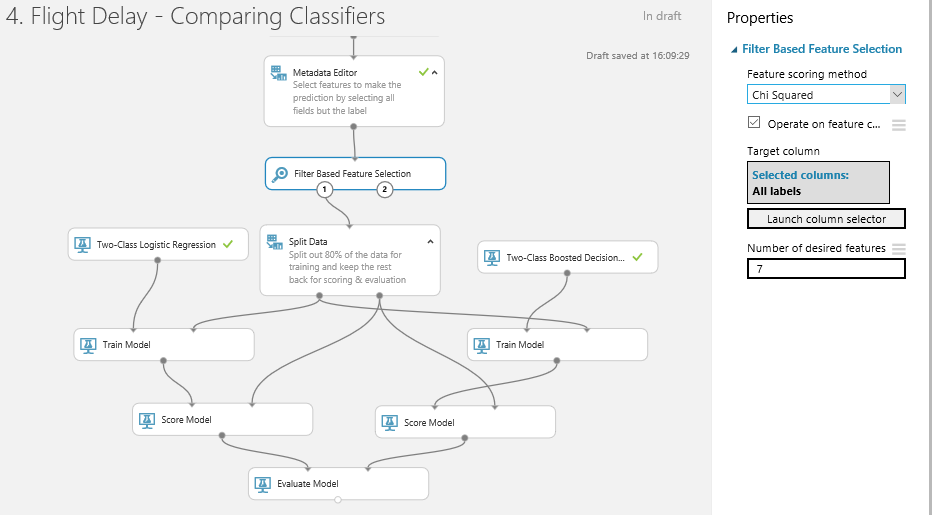 4. Flight Delay - Comparing Classifiers
In draft
Draft saved at 16:09:29
Metadata Editor
Select features to make the
prediction by selecting all
fields but the label
Filter Based Feature Selection
1
2
Two-Class Logistic Regression
Split Data
Split out 80% of the data for
training and keep the rest
back for scoring & evaluation
Two-Class Boosted Decision...
Train Model
Train Model
Score Model
Score Model
Evaluate Model
Properties
Filter Based Feature Selection
Feature scoring method
Chi Squared
Operate on feature c...
Target column
Selected columns:
All labels
Launch column selector
Number of desired features
7